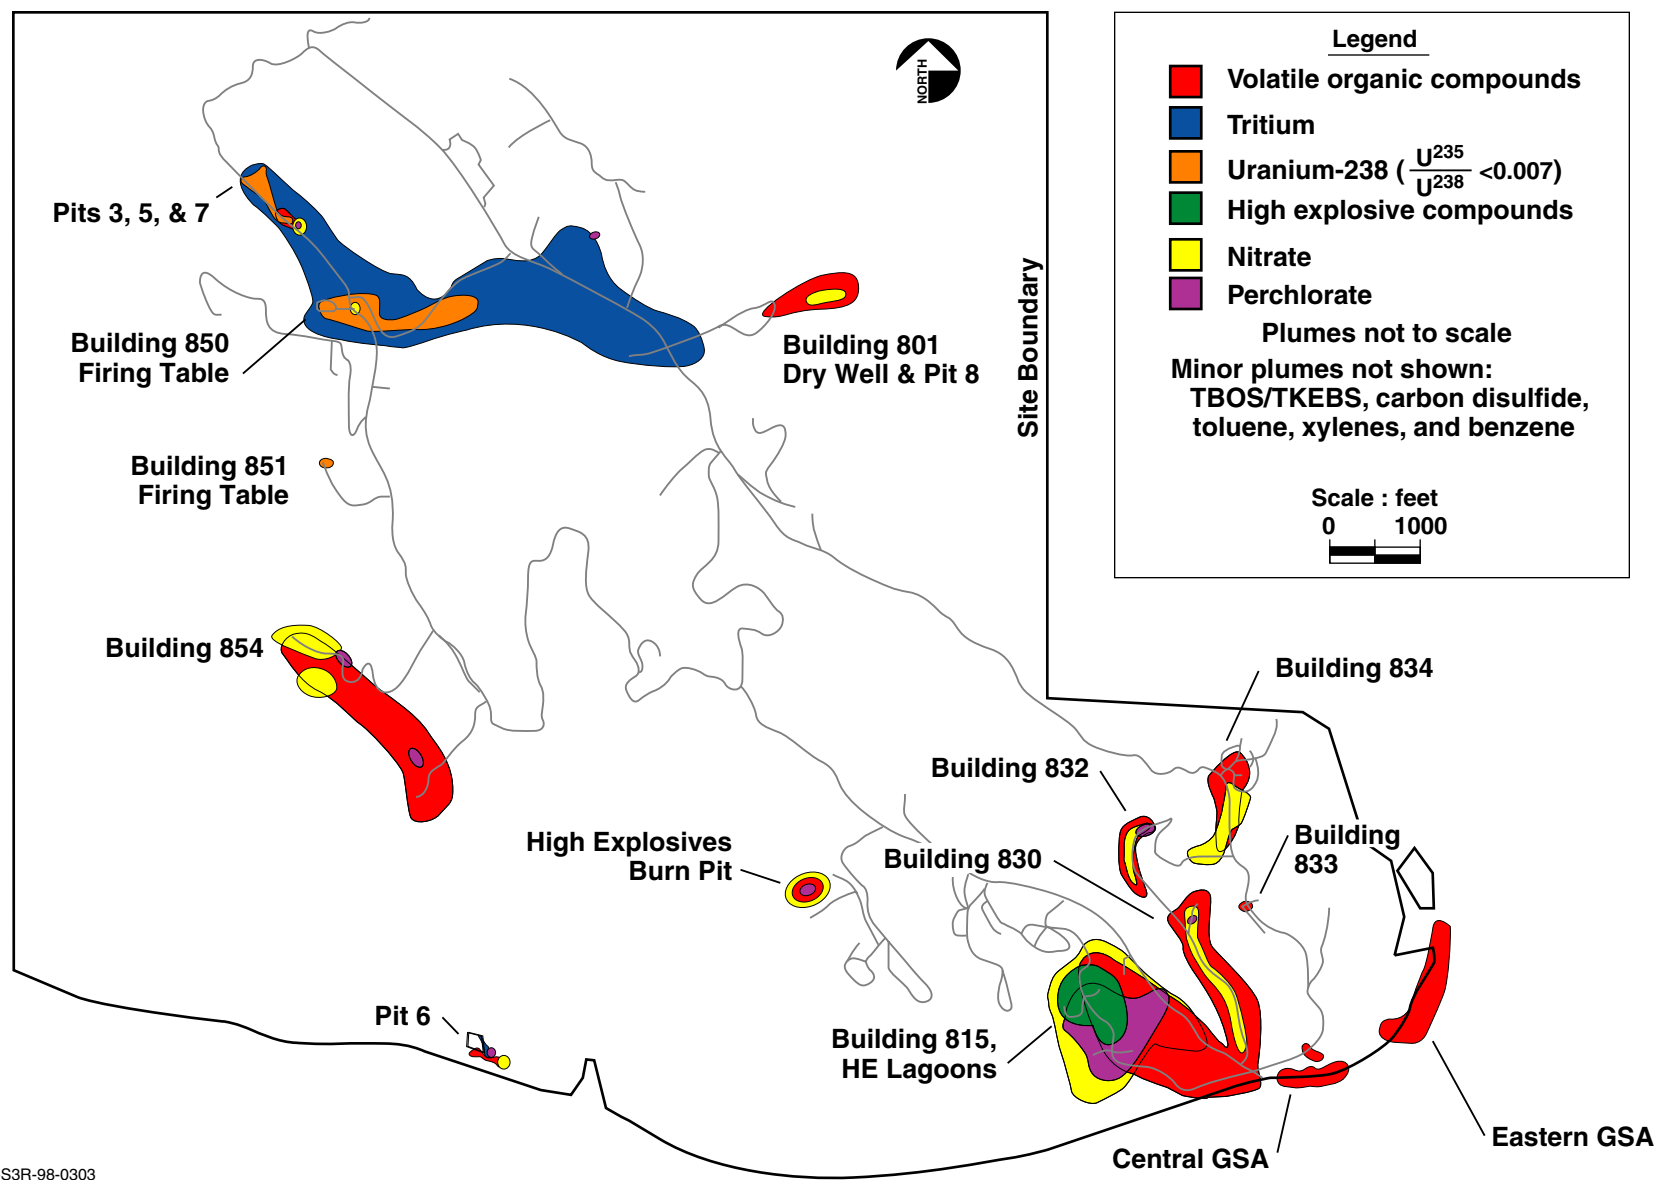 NORTH
Legend
Volatile organic compounds
Tritium
Uranium-238 ( U235 / U238 <0.007)
High explosive compounds
Nitrate
Perchlorate
Plumes not to scale
Minor plumes not shown:
TBOS/TKEBS, carbon disulfide,
toluene, xylenes, and benzene
Scale : feet
0 1000
Pits 3, 5, & 7
Site Boundary
Building 850
Firing Table
Building 801
Dry Well & Pit 8
Building 851
Firing Table
Building 854
Building 834
Building 832
Building
833
High Explosives
Burn Pit
Building 830
Pit 6
Building 815,
HE Lagoons
Eastern GSA
Central GSA
S3R-98-0303